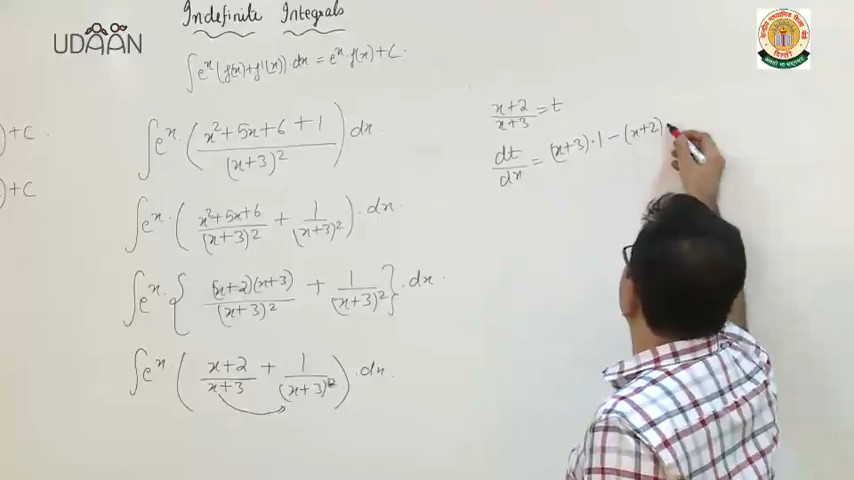 Indefinite Integrals
UDAAN
∫eˣ(f(x)+f'(x))·dx = eˣ·f(x)+C.
)+C.
)+C
∫eˣ·(x²+5x+6+1/(x+3)²)dx.
∫eˣ·(x²+5x+6/(x+3)² + 1/(x+3)²)·dx.
∫eˣ·{(x+2)(x+3)/(x+3)² + 1/(x+3)²}·dx.
∫eˣ·(x+2/x+3 + 1/(x+3)²)·dx.
x+2/x+3 = t
dt/dx = (x+3)·1-(x+2)